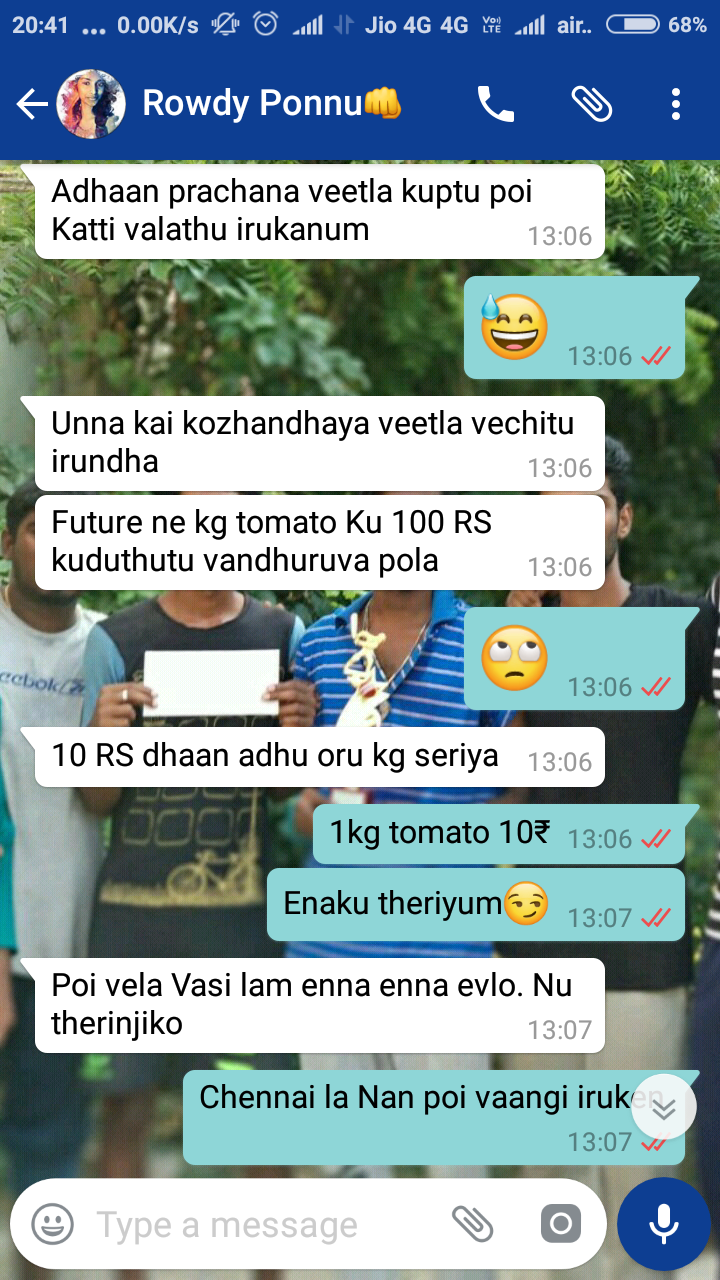 20:41 ... 0.00K/s Jio 4G 4G VoLTE air.. 68%
Rowdy Ponnu👊
Adhaan prachana veetla kuptu poi
Katti valathu irukanum
13:06
😅
13:06
Unna kai kozhandhaya veetla vechitu
irundha
13:06
Future ne kg tomato Ku 100 RS
kuduthutu vandhuruva pola
13:06
🙄
13:06
10 RS dhaan adhu oru kg seriya 13:06
1kg tomato 10₹ 13:06
Enaku theriyum😏 13:07
Poi vela Vasi lam enna enna evlo. Nu
therinjiko
13:07
Chennai la Nan poi vaangi iruken
13:07
Type a message